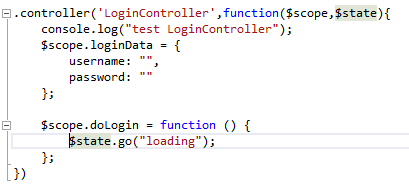 .controller('LoginController',function($scope,$state){
console.log("test LoginController");
$scope.loginData = {
username: "",
password: ""
};
$scope.doLogin = function () {
$state.go("loading");
};
})